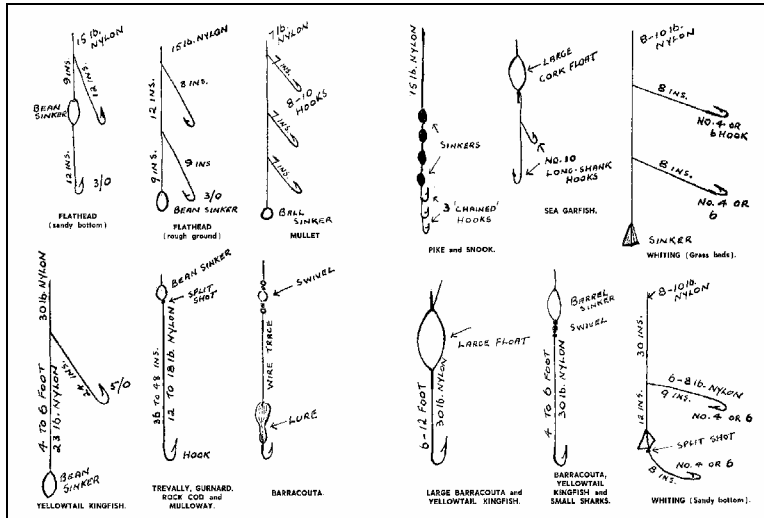 15 lb. NYLON
9 INS.
12 INS.
BEAN SINKER
12 INS.
3/0
FLATHEAD
(sandy bottom)
15 lb. NYLON
8 INS.
12 INS.
9 INS
9 INS.
3/0
BEAN SINKER
FLATHEAD
(rough ground)
7 lb. NYLON
7 INS.
8-10 HOOKS
7 INS.
7 INS.
BALL SINKER
MULLET
15 lb. NYLON
SINKERS
3 'CHAINED' HOOKS
PIKE and SNOOK.
LARGE CORK FLOAT
NO. 10 LONG-SHANK HOOKS
SEA GARFISH.
8-10 lb. NYLON
8 INS.
NO. 4 OR 6 HOOK
8 INS.
NO. 4 OR 6
SINKER
WHITING (Grass beds).
30 lb. NYLON
4 TO 6 FOOT
23 lb. NYLON
5/0
BEAN SINKER
YELLOWTAIL KINGFISH.
BEAN SINKER
SPLIT SHOT
36 TO 48 INS.
12 TO 18 lb. NYLON
HOOK
TREVALLY, GURNARD.
ROCK COD and
MULLOWAY.
SWIVEL
WIRE TRACE
LURE
BARRACOUTA.
LARGE FLOAT
6-12 FOOT
30 lb. NYLON
LARGE BARRACOUTA and
YELLOWTAIL KINGFISH.
BARREL SINKER
SWIVEL
4 TO 6 FOOT
30 lb. NYLON
BARRACOUTA,
YELLOWTAIL
KINGFISH and
SMALL SHARKS.
8-10 lb. NYLON
30 INS.
6-8 lb. NYLON
9 INS.
NO. 4 OR 6
12 INS.
SPLIT SHOT
8 INS.
NO. 4 OR 6
WHITING (Sandy bottom)